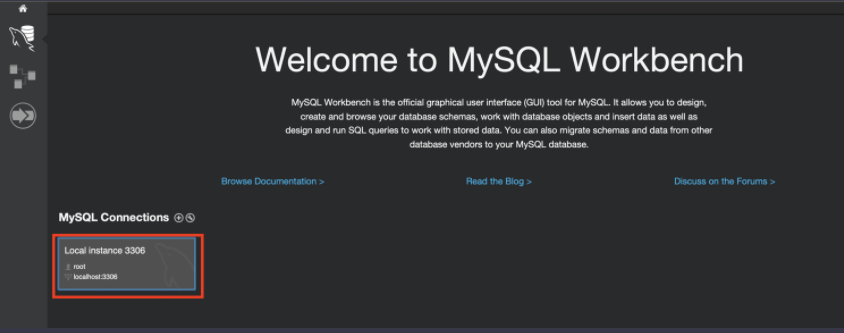 Welcome to MySQL Workbench
MySQL Workbench is the official graphical user interface (GUI) tool for MySQL. It allows you to design,
create and browse your database schemas, work with database objects and insert data as well as
design and run SQL queries to work with stored data. You can also migrate schemas and data from other
database vendors to your MySQL database.
Browse Documentation >
Read the Blog >
Discuss on the Forums >
MySQL Connections
Local instance 3306
root
localhost:3306